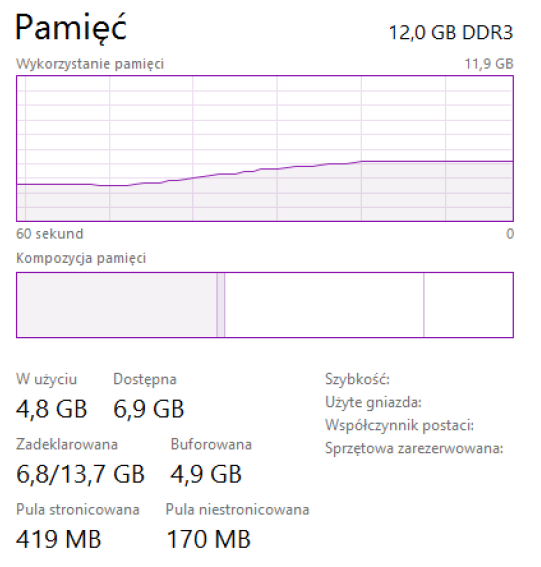 Pamięć 12,0 GB DDR3
Wykorzystanie pamięci 11,9 GB
60 sekund 0
Kompozycja pamięci
W użyciu Dostępna Szybkość:
4,8 GB 6,9 GB Użyte gniazda:
Współczynnik postaci:
Zadeklarowana Buforowana Sprzętowa zarezerwowana:
6,8/13,7 GB 4,9 GB
Pula stronicowana Pula niestronicowana
419 MB 170 MB